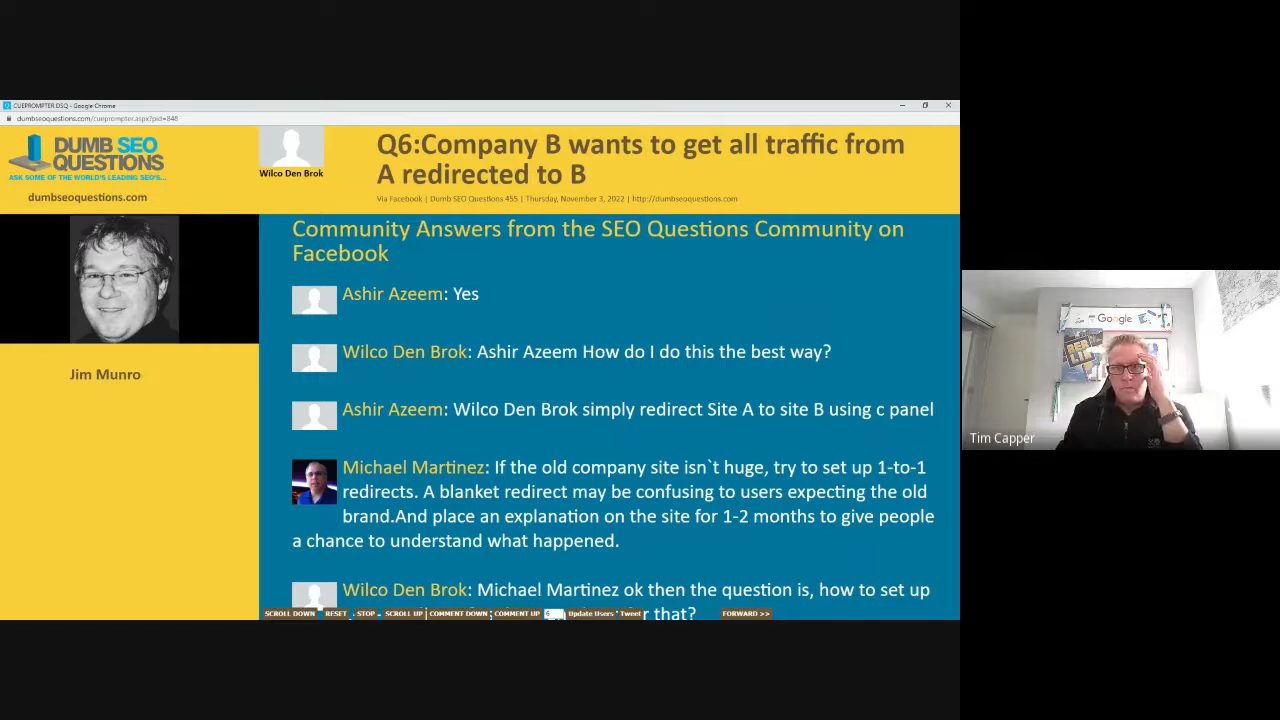 CUEPROMPTER DSQ - Google Chrome
dumbseoquestions.com/cueprompter.aspx?pid=848
DUMB SEO
QUESTIONS
ASK SOME OF THE WORLD'S LEADING SEO'S...
dumbseoquestions.com
Wilco Den Brok
Q6:Company B wants to get all traffic from
A redirected to B
Via Facebook | Dumb SEO Questions 455 | Thursday, November 3, 2022 | http://dumbseoquestions.com
Jim Munro
Community Answers from the SEO Questions Community on
Facebook
Ashir Azeem: Yes
Wilco Den Brok: Ashir Azeem How do I do this the best way?
Ashir Azeem: Wilco Den Brok simply redirect Site A to site B using c panel
Michael Martinez: If the old company site isn`t huge, try to set up 1-to-1
redirects. A blanket redirect may be confusing to users expecting the old
brand.And place an explanation on the site for 1-2 months to give people
a chance to understand what happened.
Wilco Den Brok: Michael Martinez ok then the question is, how to set up
that?
SCROLL DOWN RESET STOP SCROLL UP COMMENT DOWN COMMENT UP 6 Update Users Tweet FORWARD >>
Google
Tim Capper